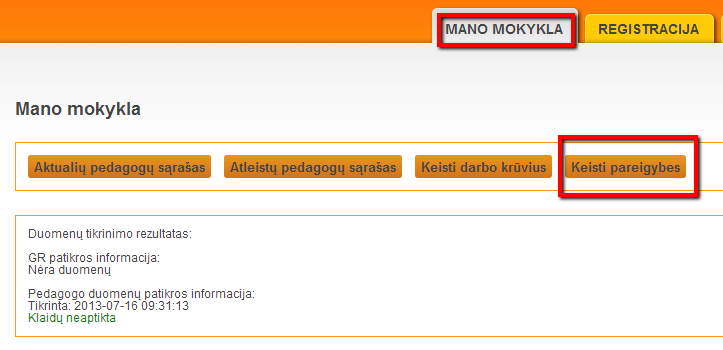 MANO MOKYKLA REGISTRACIJA
Mano mokykla
Aktualių pedagogų sąrašas Atleistų pedagogų sąrašas Keisti darbo krūvius Keisti pareigybes
Duomenų tikrinimo rezultatas:
GR patikros informacija:
Nėra duomenų
Pedagogo duomenų patikros informacija:
Tikrinta: 2013-07-16 09:31:13
Klaidų neaptikta